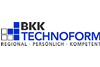 BKK
TECHNOFORM
REGIONAL · PERSÖNLICH · KOMPETENT